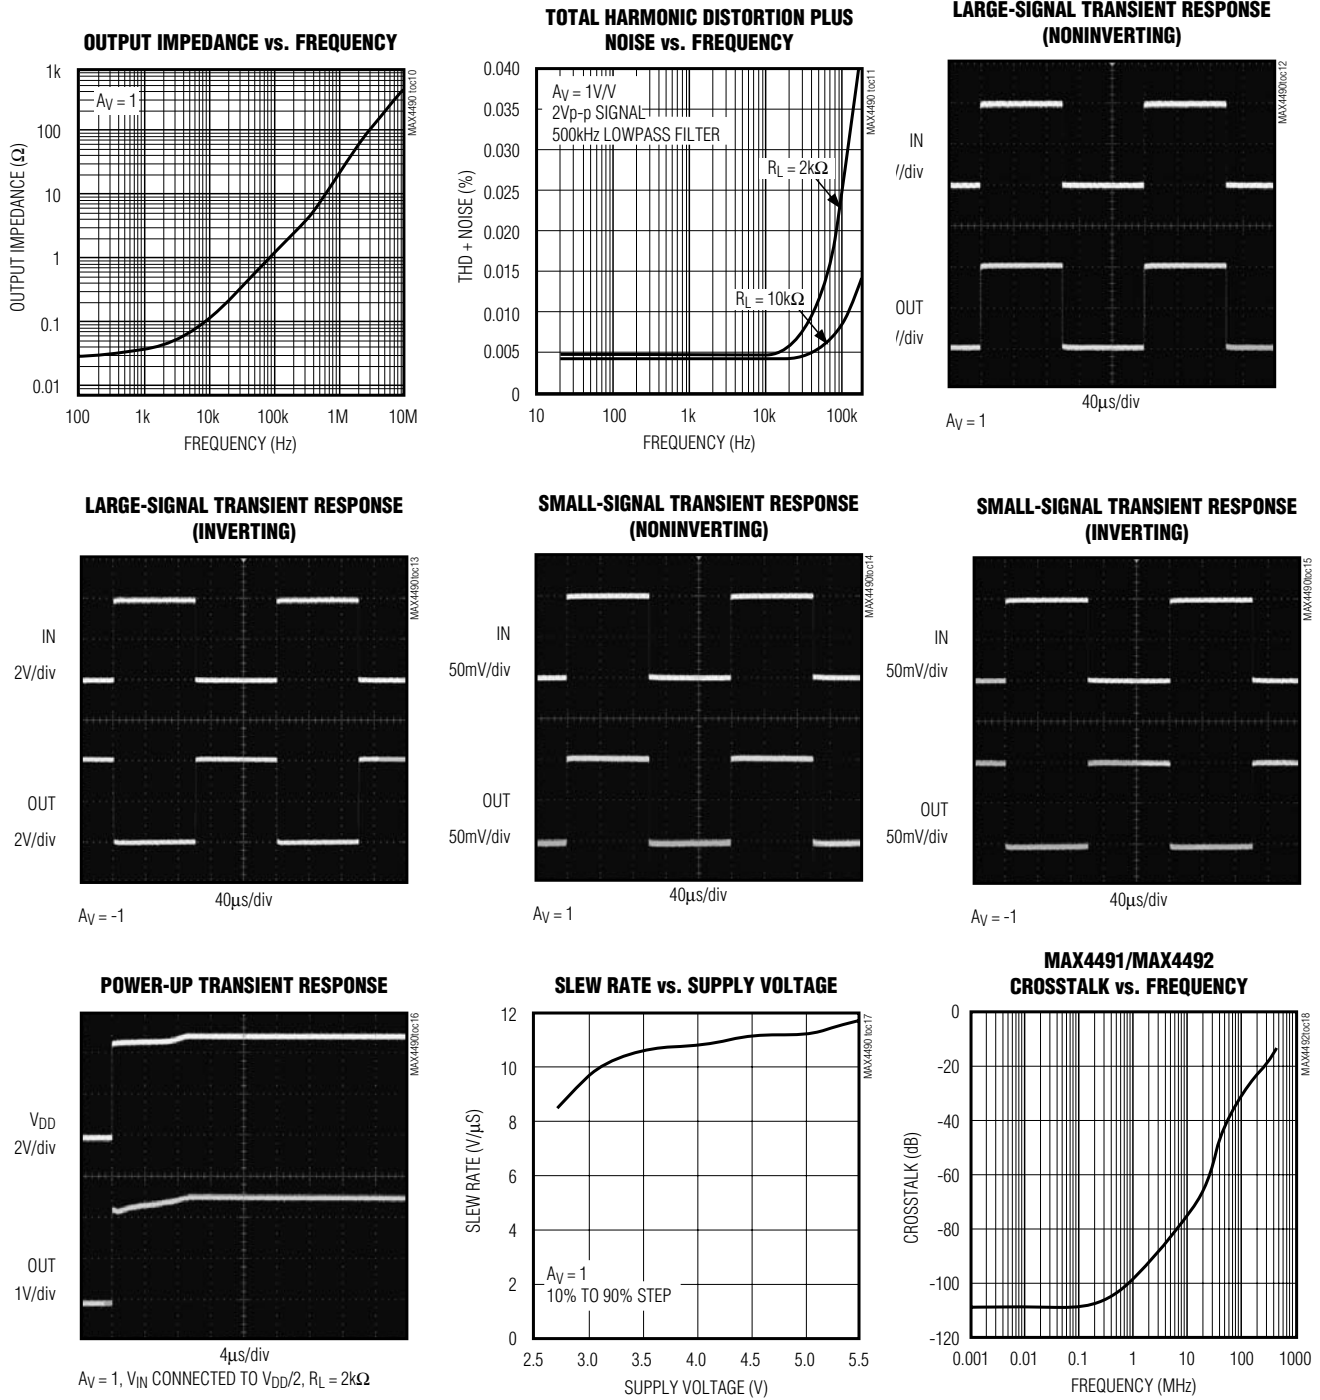 OUTPUT IMPEDANCE vs. FREQUENCY
MAX4490 toc10
AV = 1
OUTPUT IMPEDANCE (Ω)
1k
100
10
1
0.1
0.01
100 1k 10k 100k 1M 10M
FREQUENCY (Hz)
TOTAL HARMONIC DISTORTION PLUS
NOISE vs. FREQUENCY
MAX4490 toc11
AV = 1V/V
2Vp-p SIGNAL
500kHz LOWPASS FILTER
RL = 2kΩ
RL = 10kΩ
THD + NOISE (%)
0.040
0.035
0.030
0.025
0.020
0.015
0.010
0.005
0
10 100 1k 10k 100k
FREQUENCY (Hz)
LARGE-SIGNAL TRANSIENT RESPONSE
(NONINVERTING)
MAX4490toc12
IN
/div
OUT
/div
40µs/div
AV = 1
LARGE-SIGNAL TRANSIENT RESPONSE
(INVERTING)
MAX4490toc13
IN
2V/div
OUT
2V/div
40µs/div
AV = -1
SMALL-SIGNAL TRANSIENT RESPONSE
(NONINVERTING)
MAX4490toc14
IN
50mV/div
OUT
50mV/div
40µs/div
AV = 1
SMALL-SIGNAL TRANSIENT RESPONSE
(INVERTING)
MAX4490toc15
IN
50mV/div
OUT
50mV/div
40µs/div
AV = -1
POWER-UP TRANSIENT RESPONSE
MAX4490toc16
VDD
2V/div
OUT
1V/div
4µs/div
AV = 1, VIN CONNECTED TO VDD/2, RL = 2kΩ
SLEW RATE vs. SUPPLY VOLTAGE
MAX4490 toc17
SLEW RATE (V/µS)
12
10
8
6
4
2
0
AV = 1
10% TO 90% STEP
2.5 3.0 3.5 4.0 4.5 5.0 5.5
SUPPLY VOLTAGE (V)
MAX4491/MAX4492
CROSSTALK vs. FREQUENCY
MAX4492toc18
CROSSTALK (dB)
0
-20
-40
-60
-80
-100
-120
0.001 0.01 0.1 1 10 100 1000
FREQUENCY (MHz)